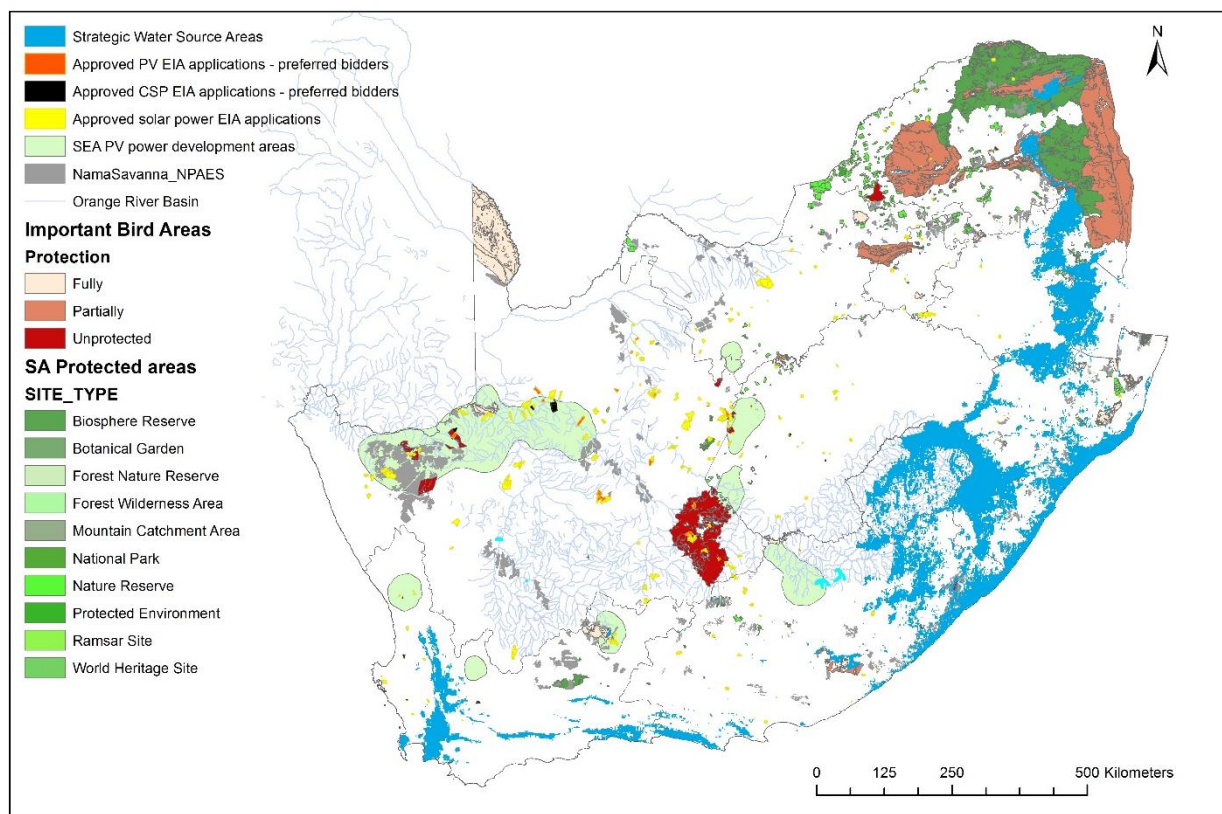 Strategic Water Source Areas
Approved PV EIA applications - preferred bidders
Approved CSP EIA applications - preferred bidders
Approved solar power EIA applications
SEA PV power development areas
NamaSavanna_NPAES
Orange River Basin
Important Bird Areas
Protection
Fully
Partially
Unprotected
SA Protected areas
SITE_TYPE
Biosphere Reserve
Botanical Garden
Forest Nature Reserve
Forest Wilderness Area
Mountain Catchment Area
National Park
Nature Reserve
Protected Environment
Ramsar Site
World Heritage Site
N
0 125 250 500 Kilometers